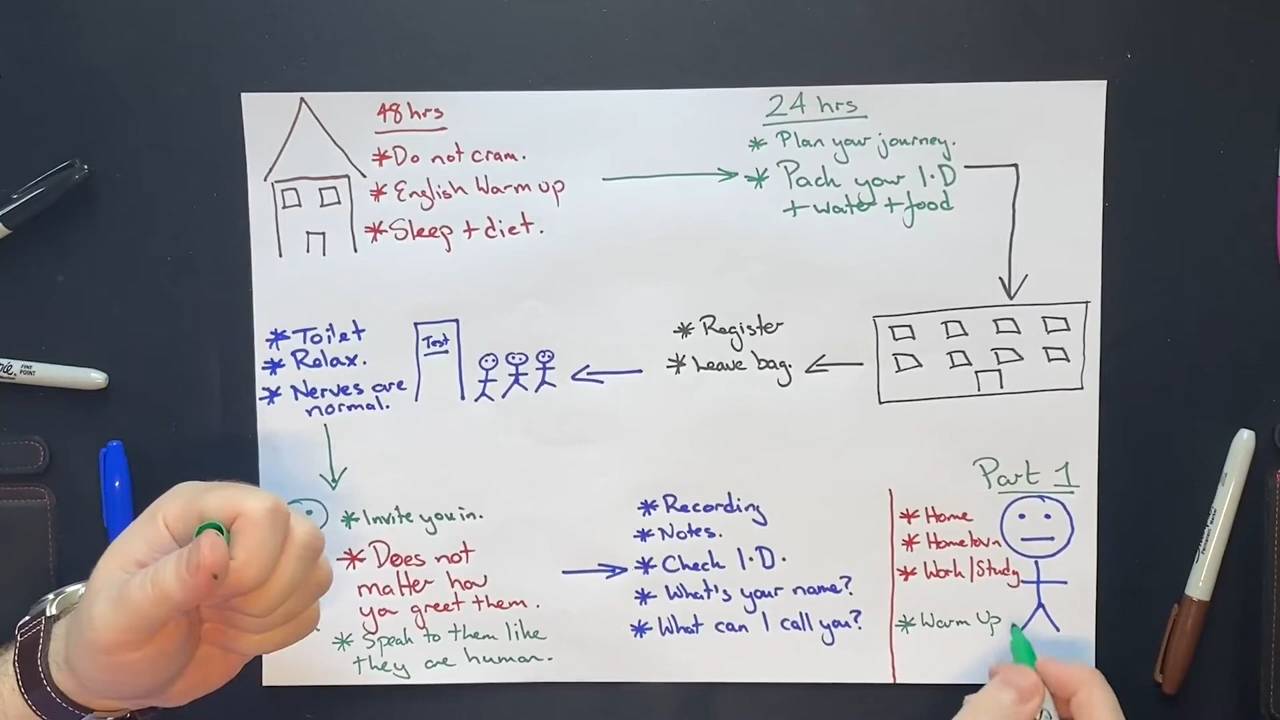 48 hrs
* Do not cram.
* English Warm up
* Sleep + diet.
24 hrs
* Plan your journey.
* Pack your I.D
+ water + food
* Toilet
* Relax.
* Nerves are
normal.
Test
* Register
* Leave bag.
* Invite you in.
* Does not
matter how
you greet them.
* Speak to them like
they are human.
* Recording
* Notes.
* Check I.D.
* What's your name?
* What can I call you?
Part 1
* Home
* Hometown
* Work/Study
* Warm Up
FINE
POINT